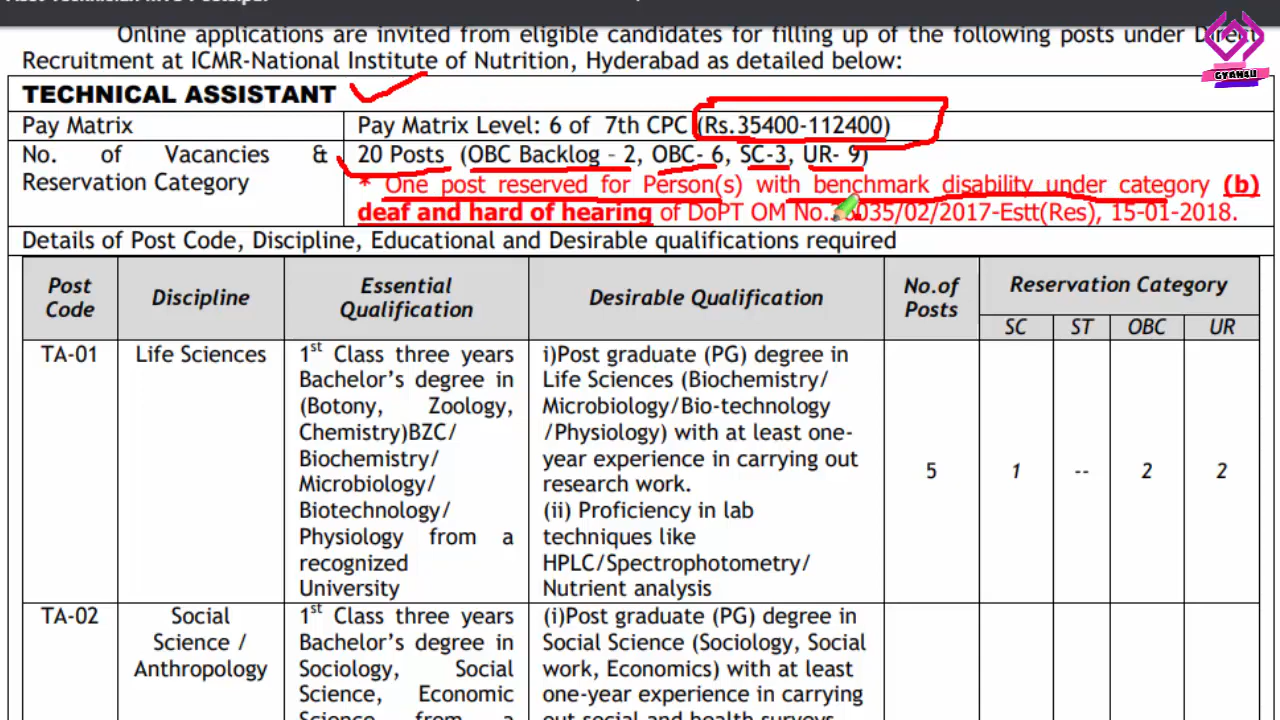 Online applications are invited from eligible candidates for filling up of the following posts under Direct
Recruitment at ICMR-National Institute of Nutrition, Hyderabad as detailed below:
TECHNICAL ASSISTANT
Pay Matrix
Pay Matrix Level: 6 of 7th CPC (Rs.35400-112400)
No. of Vacancies &
Reservation Category
20 Posts (OBC Backlog - 2, OBC- 6, SC-3, UR- 9)
* One post reserved for Person(s) with benchmark disability under category (b)
deaf and hard of hearing of DoPT OM No. 035/02/2017-Estt(Res), 15-01-2018.
Details of Post Code, Discipline, Educational and Desirable qualifications required
Post
Code
Discipline
Essential
Qualification
Desirable Qualification
No.of
Posts
Reservation Category
SC ST OBC UR
TA-01
Life Sciences
1st Class three years
Bachelor's degree in
(Botony, Zoology,
Chemistry)BZC/
Biochemistry/
Microbiology/
Biotechnology/
Physiology from a
recognized
University
i)Post graduate (PG) degree in
Life Sciences (Biochemistry/
Microbiology/Bio-technology
/Physiology) with at least one-
year experience in carrying out
research work.
(ii) Proficiency in lab
techniques like
HPLC/Spectrophotometry/
Nutrient analysis
5
1
--
2
2
TA-02
Social
Science /
Anthropology
1st Class three years
Bachelor's degree in
Sociology, Social
Science, Economic
Science from a
(i)Post graduate (PG) degree in
Social Science (Sociology, Social
work, Economics) with at least
one-year experience in carrying
out social and health surveys
GYAN4U